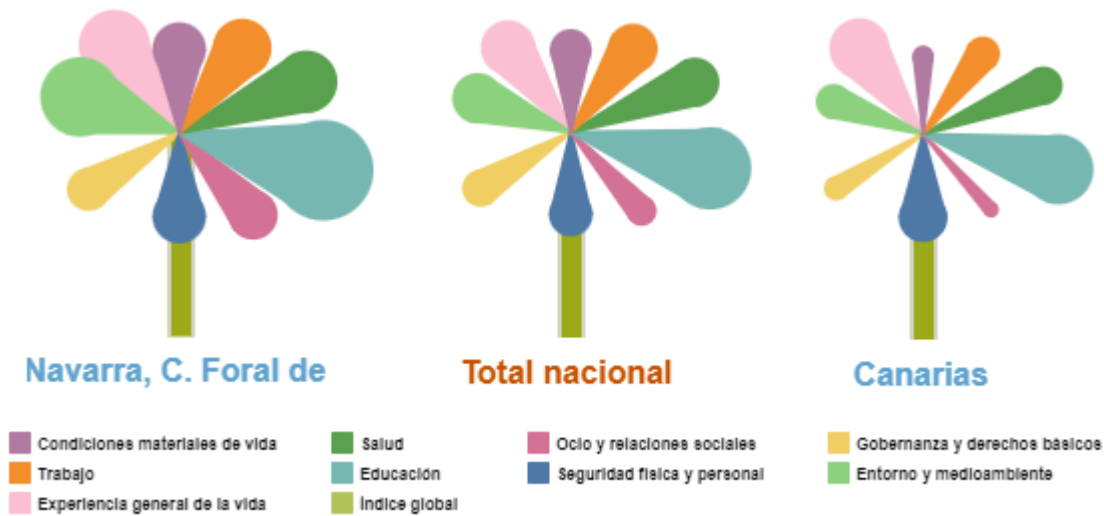 Navarra, C. Foral de
Total nacional
Canarias
Condiciones materiales de vida
Salud
Ocio y relaciones sociales
Gobernanza y derechos básicos
Trabajo
Educación
Seguridad física y personal
Entorno y medioambiente
Experiencia general de la vida
Índice global